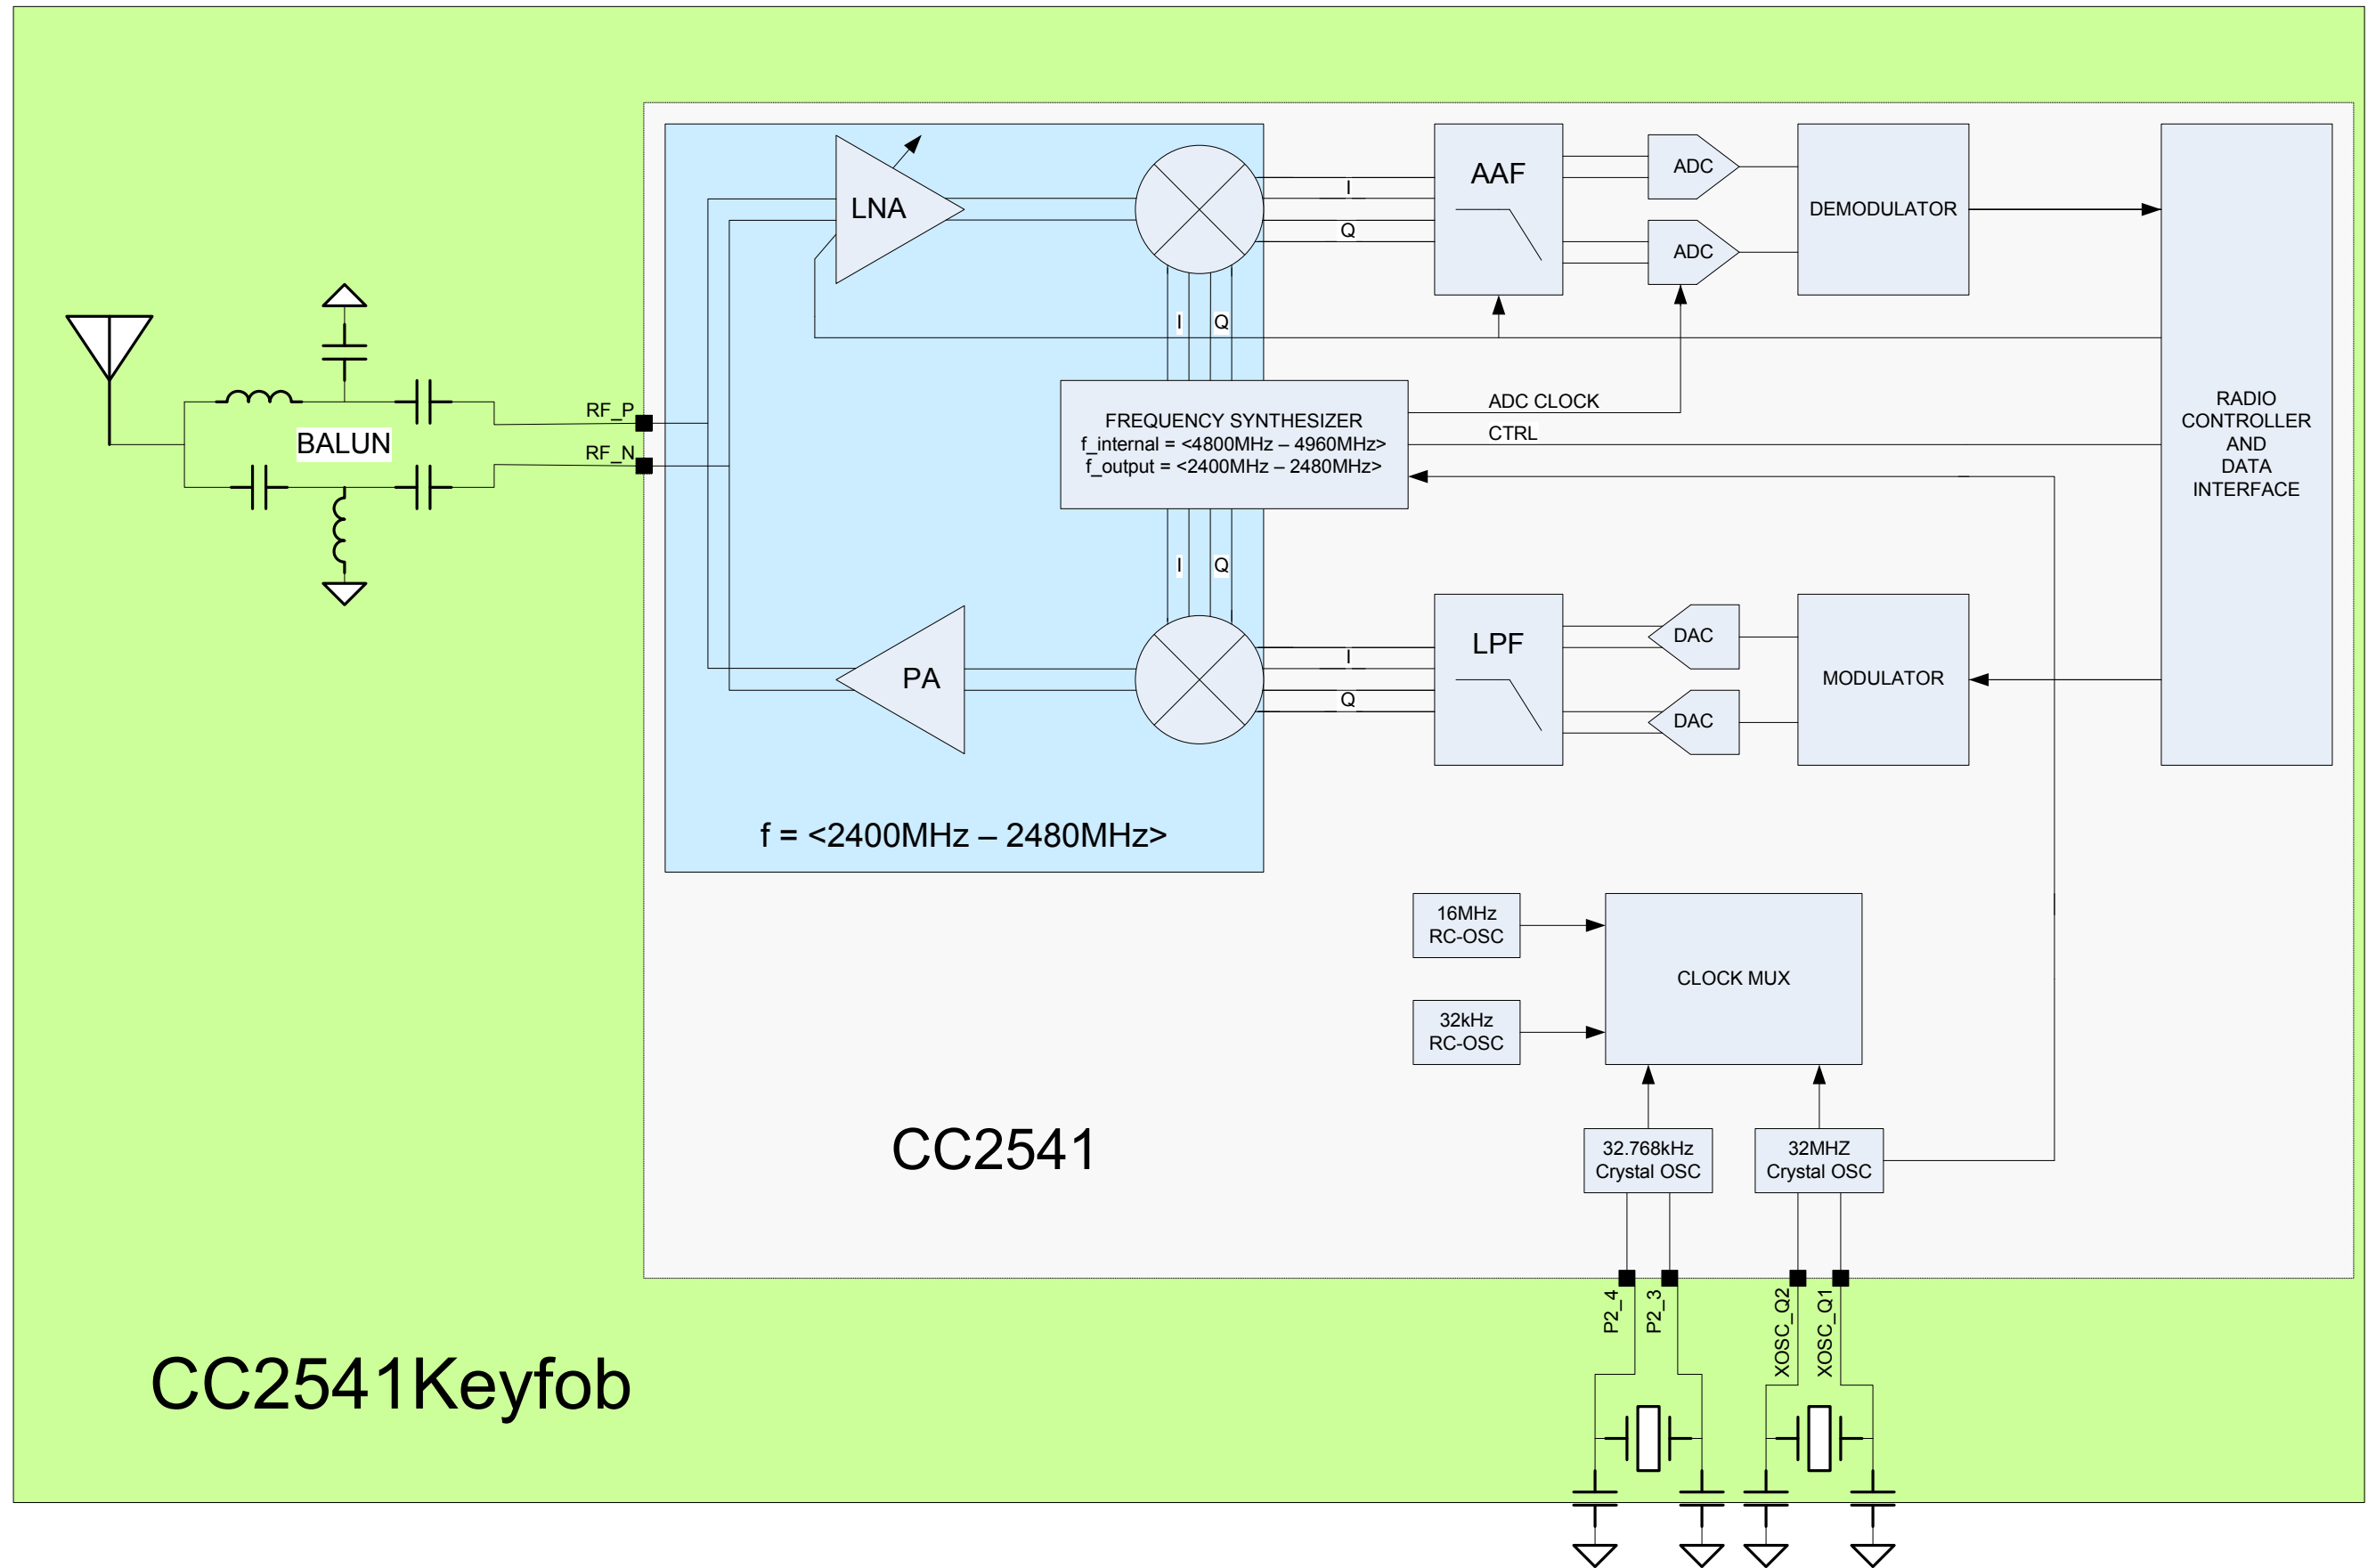 LNA
I
Q
AAF
ADC
ADC
DEMODULATOR
I
Q
RF_P
RF_N
BALUN
FREQUENCY SYNTHESIZER
f_internal = <4800MHz – 4960MHz>
f_output = <2400MHz – 2480MHz>
ADC CLOCK
CTRL
RADIO
CONTROLLER
AND
DATA
INTERFACE
I
Q
PA
I
Q
LPF
DAC
DAC
MODULATOR
f = <2400MHz – 2480MHz>
16MHz
RC-OSC
32kHz
RC-OSC
CLOCK MUX
CC2541
32.768kHz
Crystal OSC
32MHZ
Crystal OSC
P2_4
P2_3
XOSC_Q2
XOSC_Q1
CC2541Keyfob